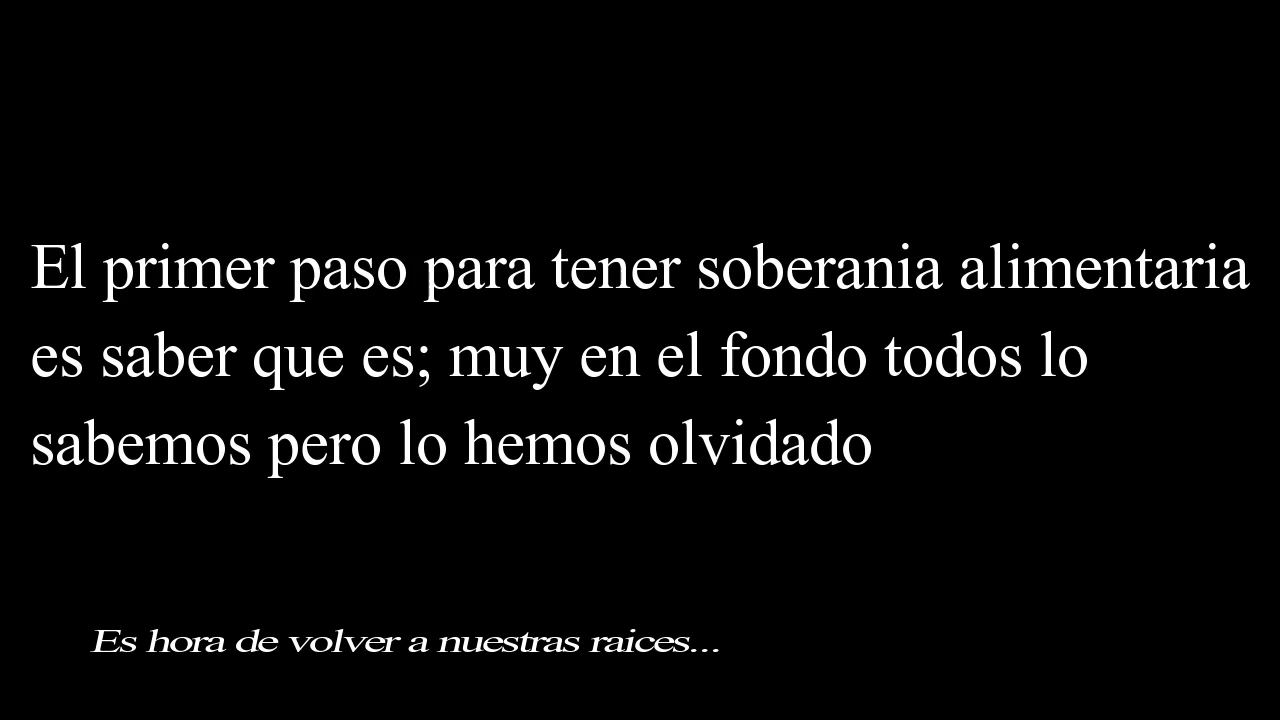 El primer paso para tener soberania alimentaria
es saber que es; muy en el fondo todos lo
sabemos pero lo hemos olvidado
Es hora de volver a nuestras raices...